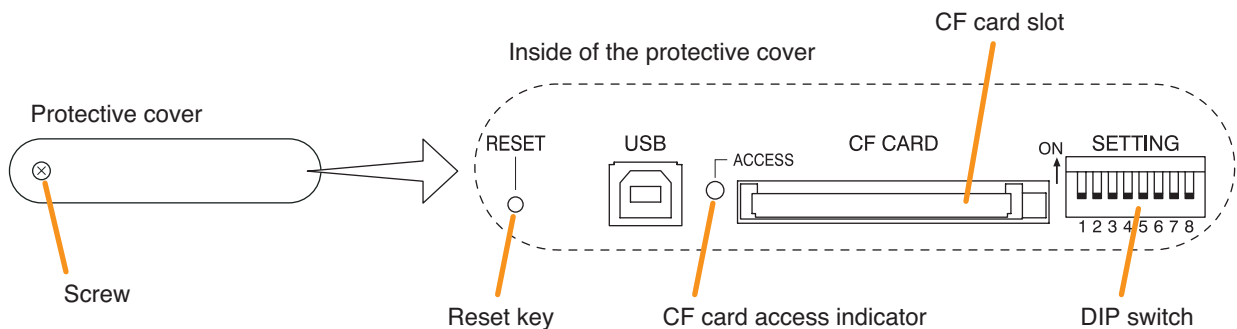 CF card slot
Inside of the protective cover
Protective cover
RESET
USB
ACCESS
CF CARD
ON
SETTING
1 2 3 4 5 6 7 8
Screw
Reset key
CF card access indicator
DIP switch